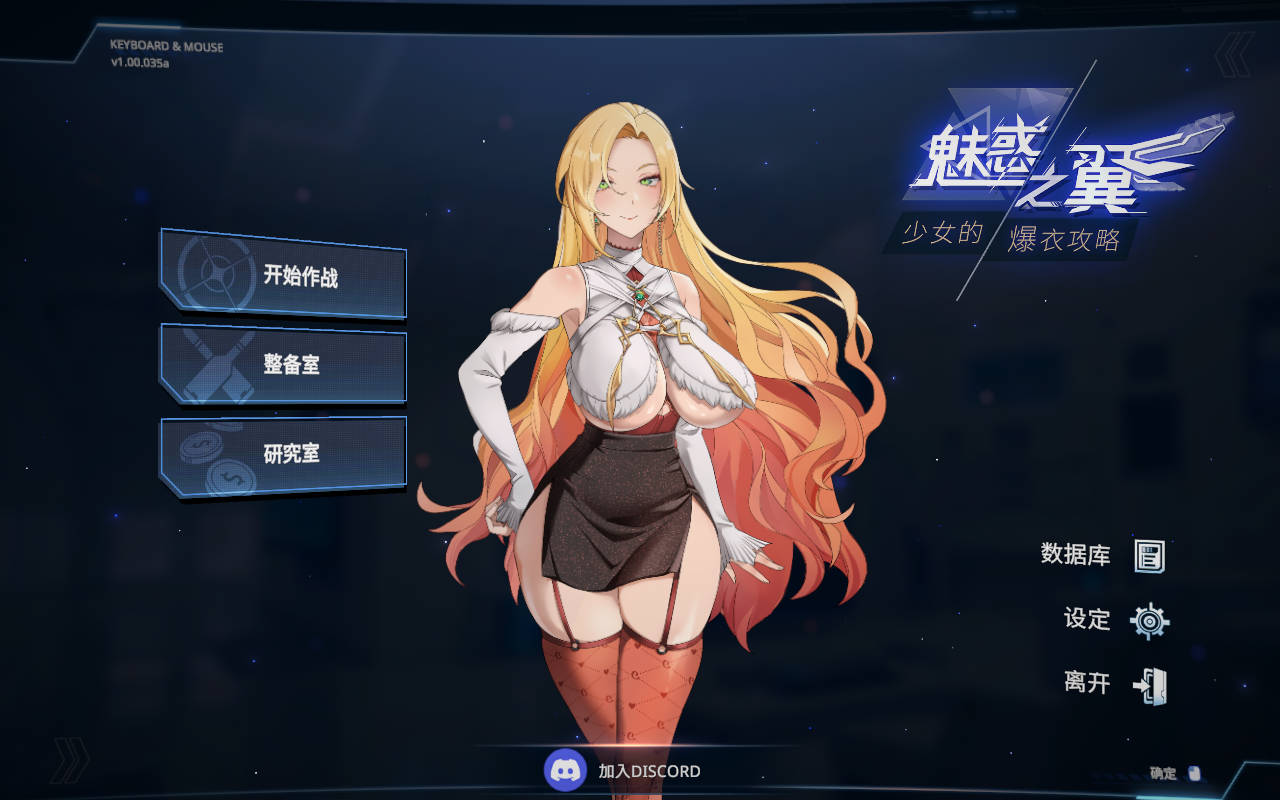 KEYBOARD & MOUSE
v1.00.035a
魅惑之翼
少女的 爆衣攻略
开始作战
整备室
研究室
数据库
设定
离开
加入DISCORD
确定